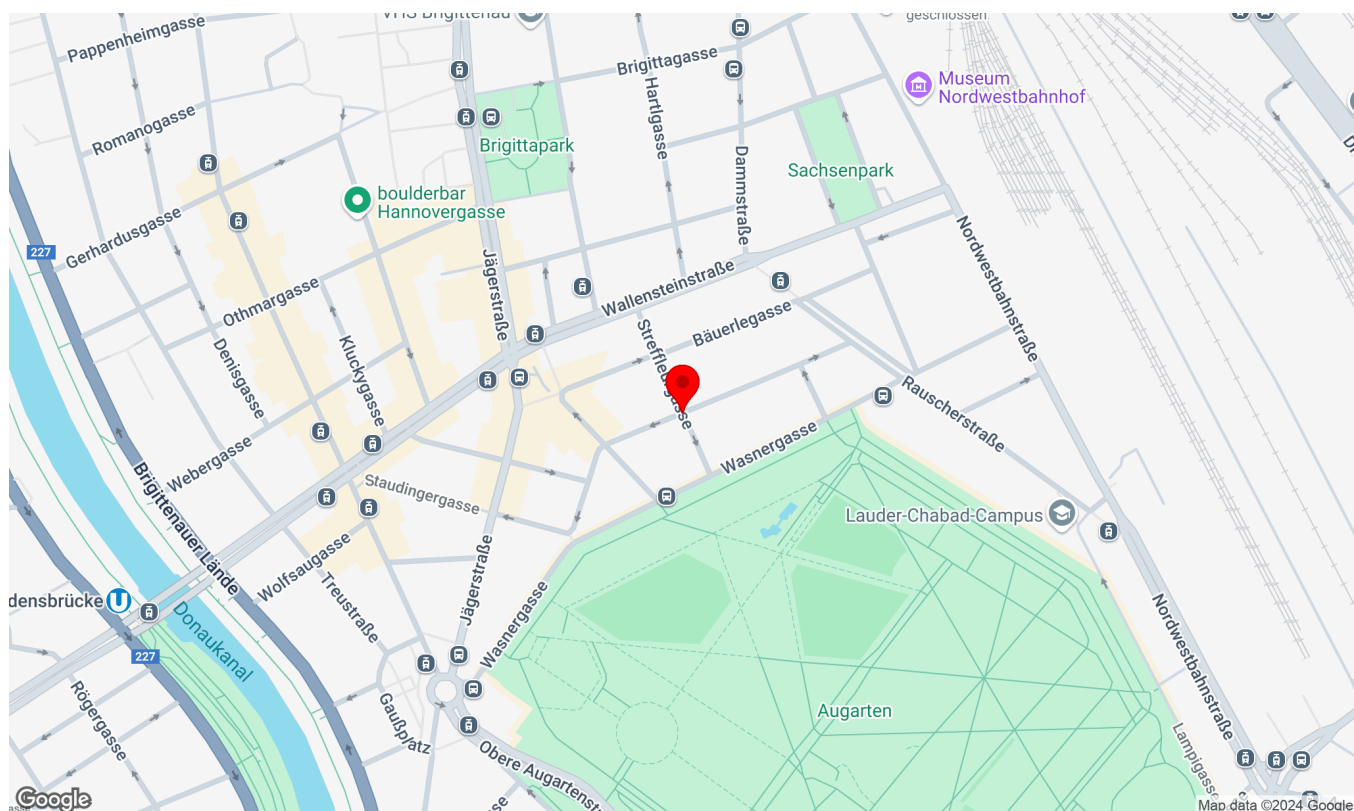 Pappenheimgasse
VHS Brigittenau
geschlossen
Brigittagasse
Museum
Nordwestbahnhof
Romanogasse
Hartlgasse
Brigittapark
Dammstraße
Sachsenpark
boulderbar
Hannovergasse
Gerhardusgasse
227
Jägerstraße
Nordwestbahnstraße
Wallensteinstraße
Othmargasse
Bäuerlegasse
Kluckygasse
Denisgasse
Rauscherstraße
Webergasse
Wasnergasse
Brigittenauer Lände
Staudingergasse
Lauder-Chabad-Campus
Wolfsaugasse
Treustraße
Jägerstraße
Wasnergasse
densbrücke
U
Donaukanal
227
Nordwestbahnstraße
Rögergasse
Gaußplatz
Augarten
Obere Augartenst
Lampigasse
Google
Map data ©2024 Google